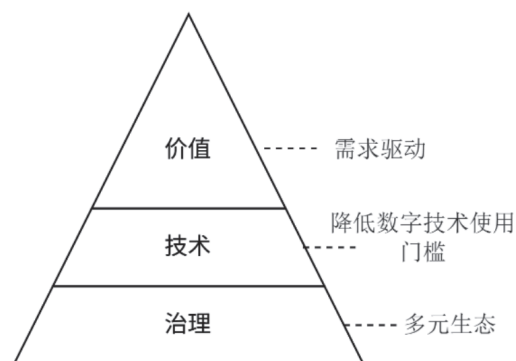 价值
需求驱动
降低数字技术使用
门槛
技术
治理
多元生态